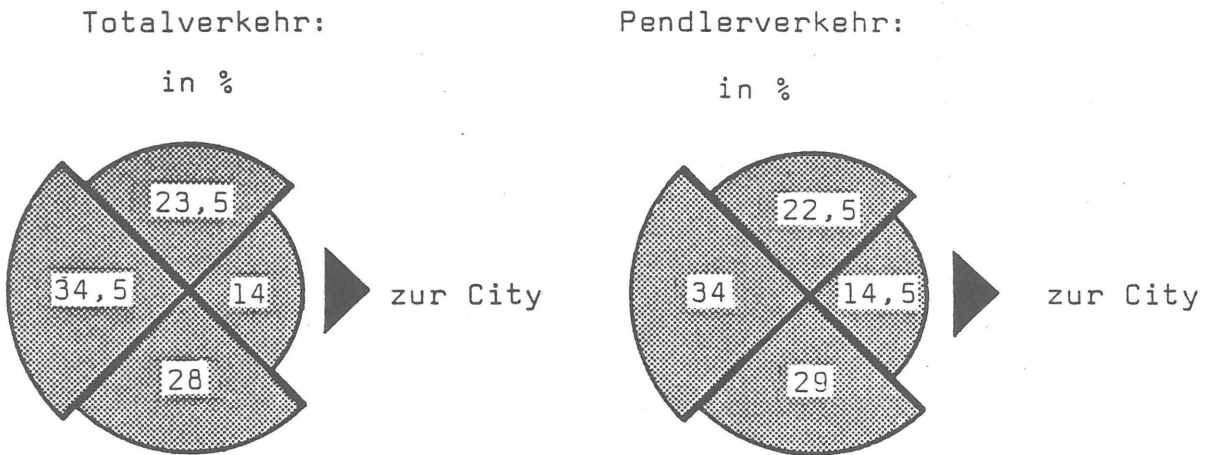 Totalverkehr:
in %
23,5
34,5
14
28
zur City
Pendlerverkehr:
in %
22,5
34
14,5
29
zur City